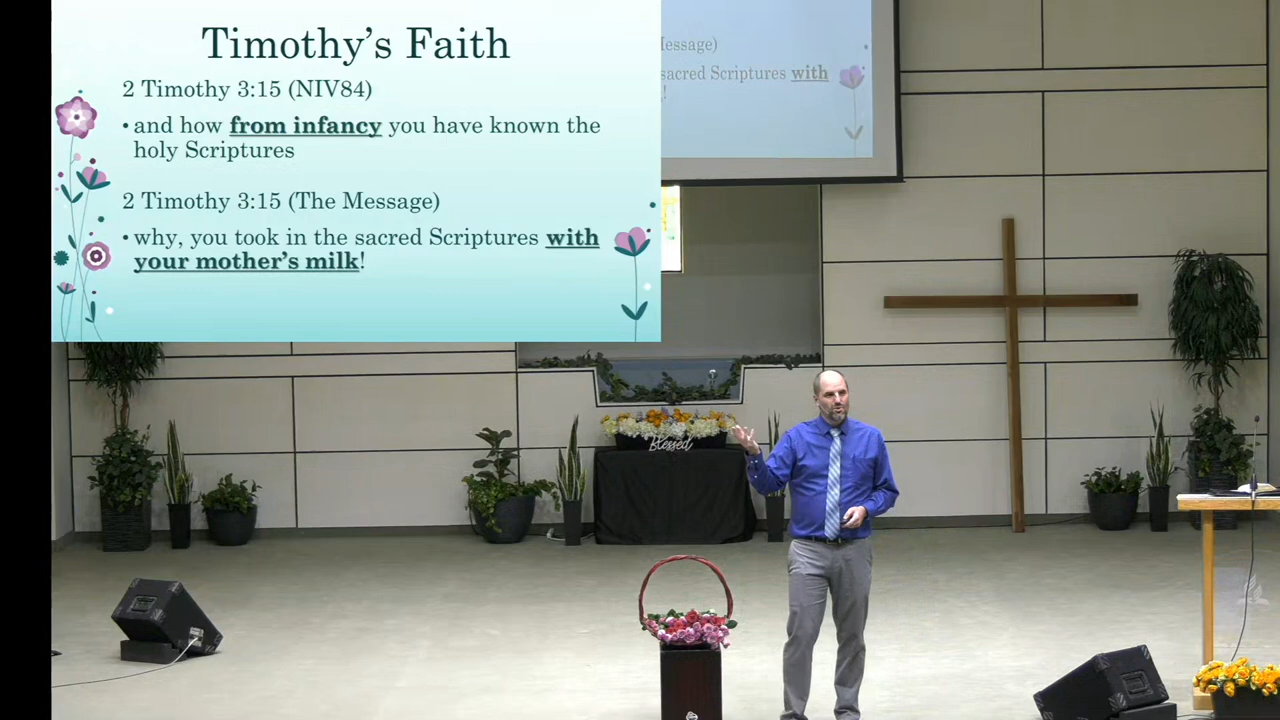 Timothy's Faith
2 Timothy 3:15 (NIV84)
• and how from infancy you have known the
holy Scriptures
2 Timothy 3:15 (The Message)
• why, you took in the sacred Scriptures with
your mother's milk!
Message)
sacred Scriptures with
!
Blessed